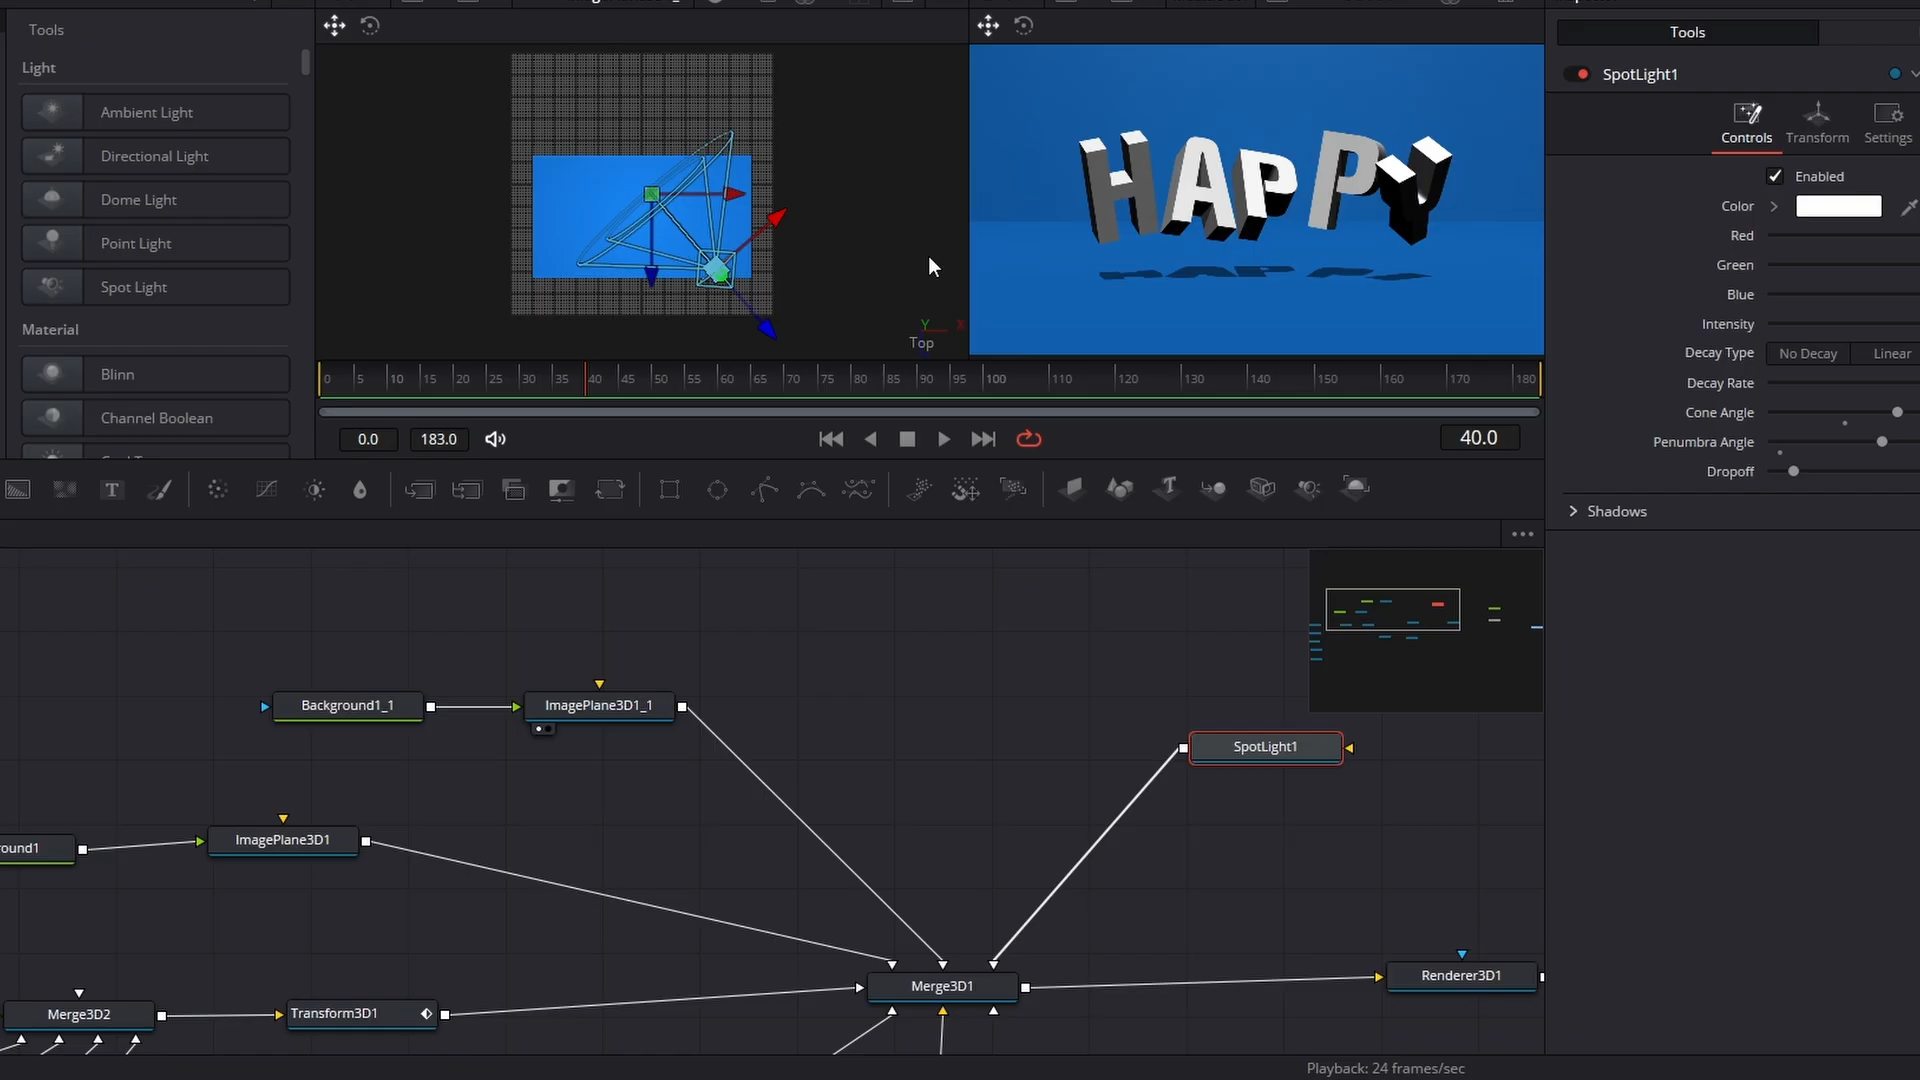 Tools
Light
Ambient Light
Directional Light
Dome Light
Point Light
Spot Light
Material
Blinn
Channel Boolean
Y X
Top
HAPPY
0 5 10 15 20 25 30 35 40 45 50 55 60 65 70 75 80 85 90 95 100 110 120 130 140 150 160 170 180
0.0 183.0 40.0
T T
Tools
SpotLight1
Controls Transform Settings
Enabled
Color
Red
Green
Blue
Intensity
Decay Type No Decay Linear
Decay Rate
Cone Angle
Penumbra Angle
Dropoff
Shadows
Background1_1
ImagePlane3D1_1
SpotLight1
ound1
ImagePlane3D1
Merge3D2
Transform3D1
Merge3D1
Renderer3D1
Playback: 24 frames/sec